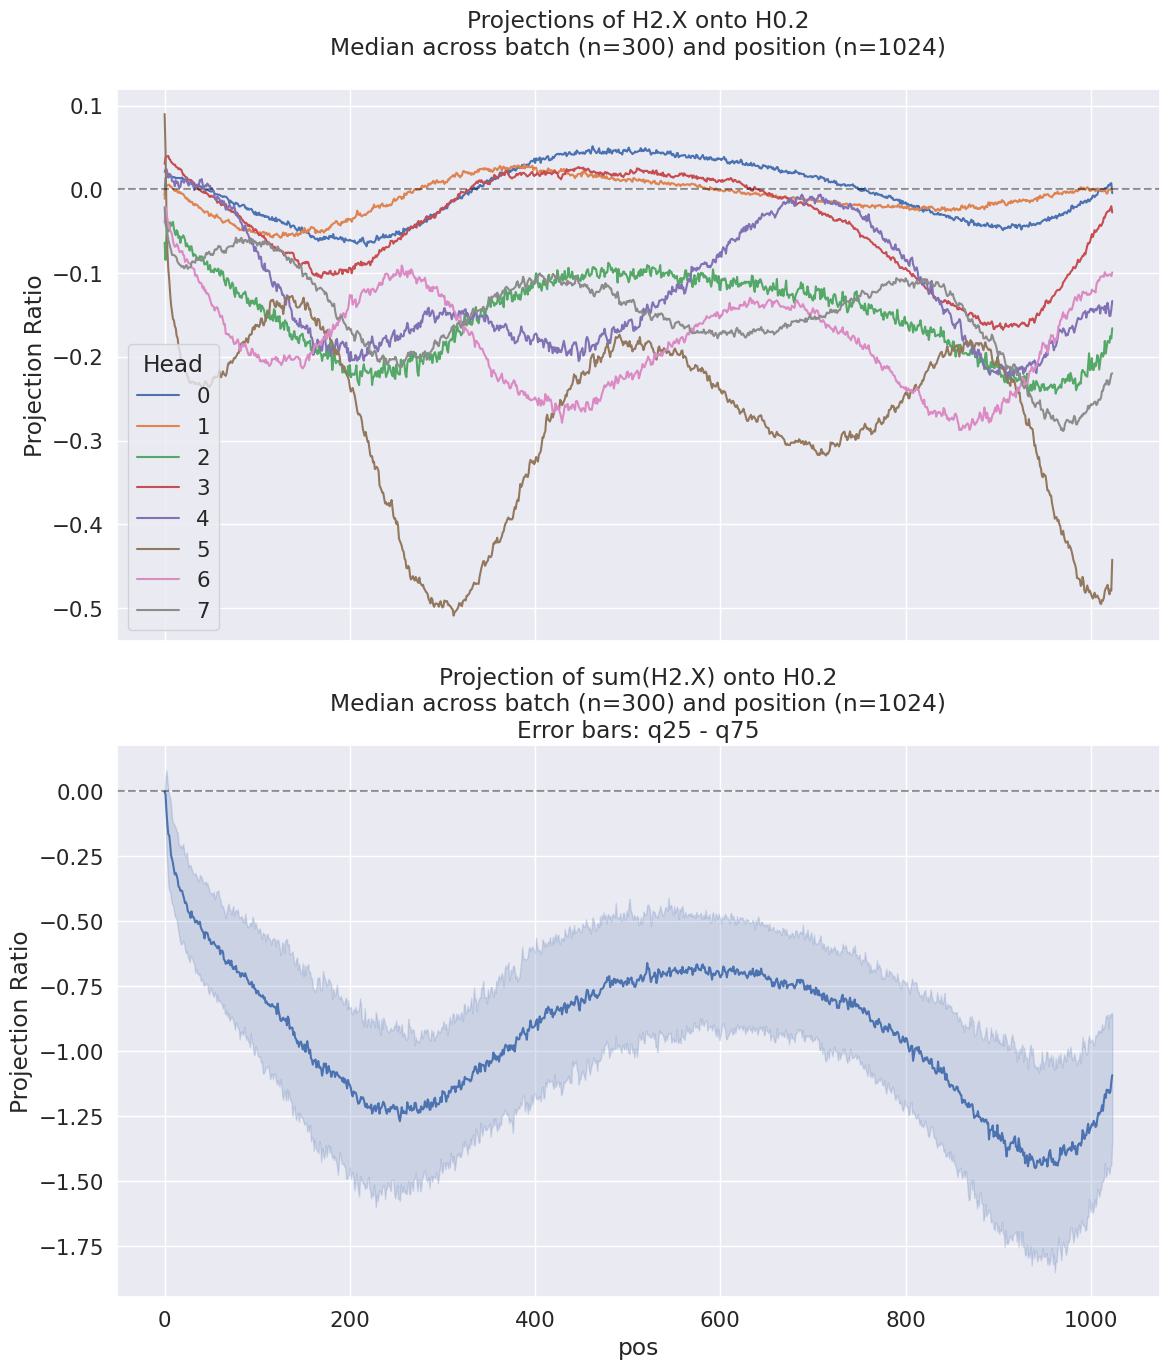 Projections of H2.X onto H0.2
Median across batch (n=300) and position (n=1024)
0.1
0.0
−0.1
−0.2
−0.3
−0.4
−0.5
Projection Ratio
Head
0
1
2
3
4
5
6
7
Projection of sum(H2.X) onto H0.2
Median across batch (n=300) and position (n=1024)
Error bars: q25 - q75
0.00
−0.25
−0.50
−0.75
−1.00
−1.25
−1.50
−1.75
Projection Ratio
0 200 400 600 800 1000
pos